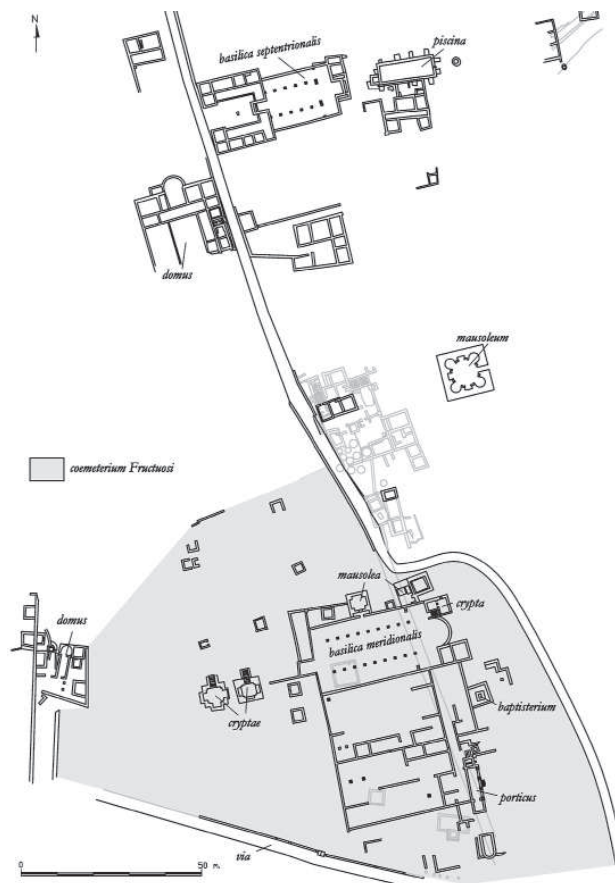 N
basilica septentrionalis
piscina
domus
mausoleum
coemeterium Fructuosi
mausolea
crypta
domus
basilica meridionalis
cryptae
baptisterium
porticus
via
0 50 m.